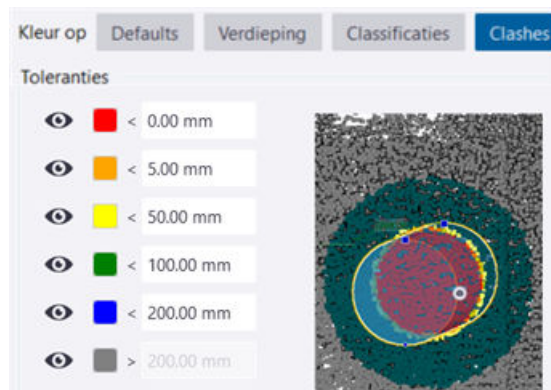 Kleur op Defaults Verdieping Classificaties Clashes
Toleranties
< 0.00 mm
< 5.00 mm
< 50.00 mm
< 100.00 mm
< 200.00 mm
> 200.00 mm